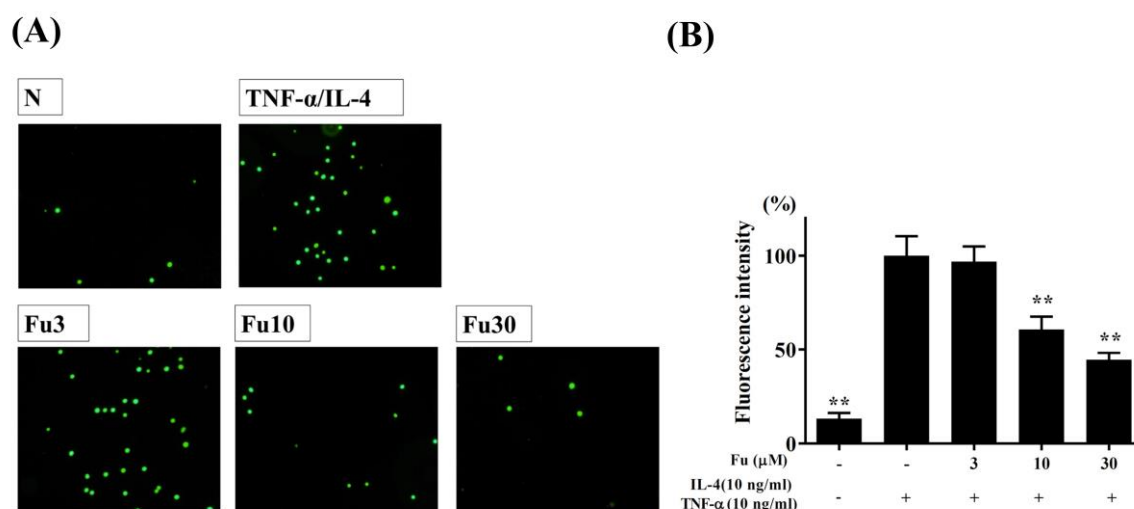 (A)
(B)
N
TNF-α/IL-4
Fu3
Fu10
Fu30
(%)
Fluorescence intensity
100
50
0
**
**
**
Fu (μM) - - 3 10 30
IL-4(10 ng/ml)
TNF-α(10 ng/ml) - + + + +